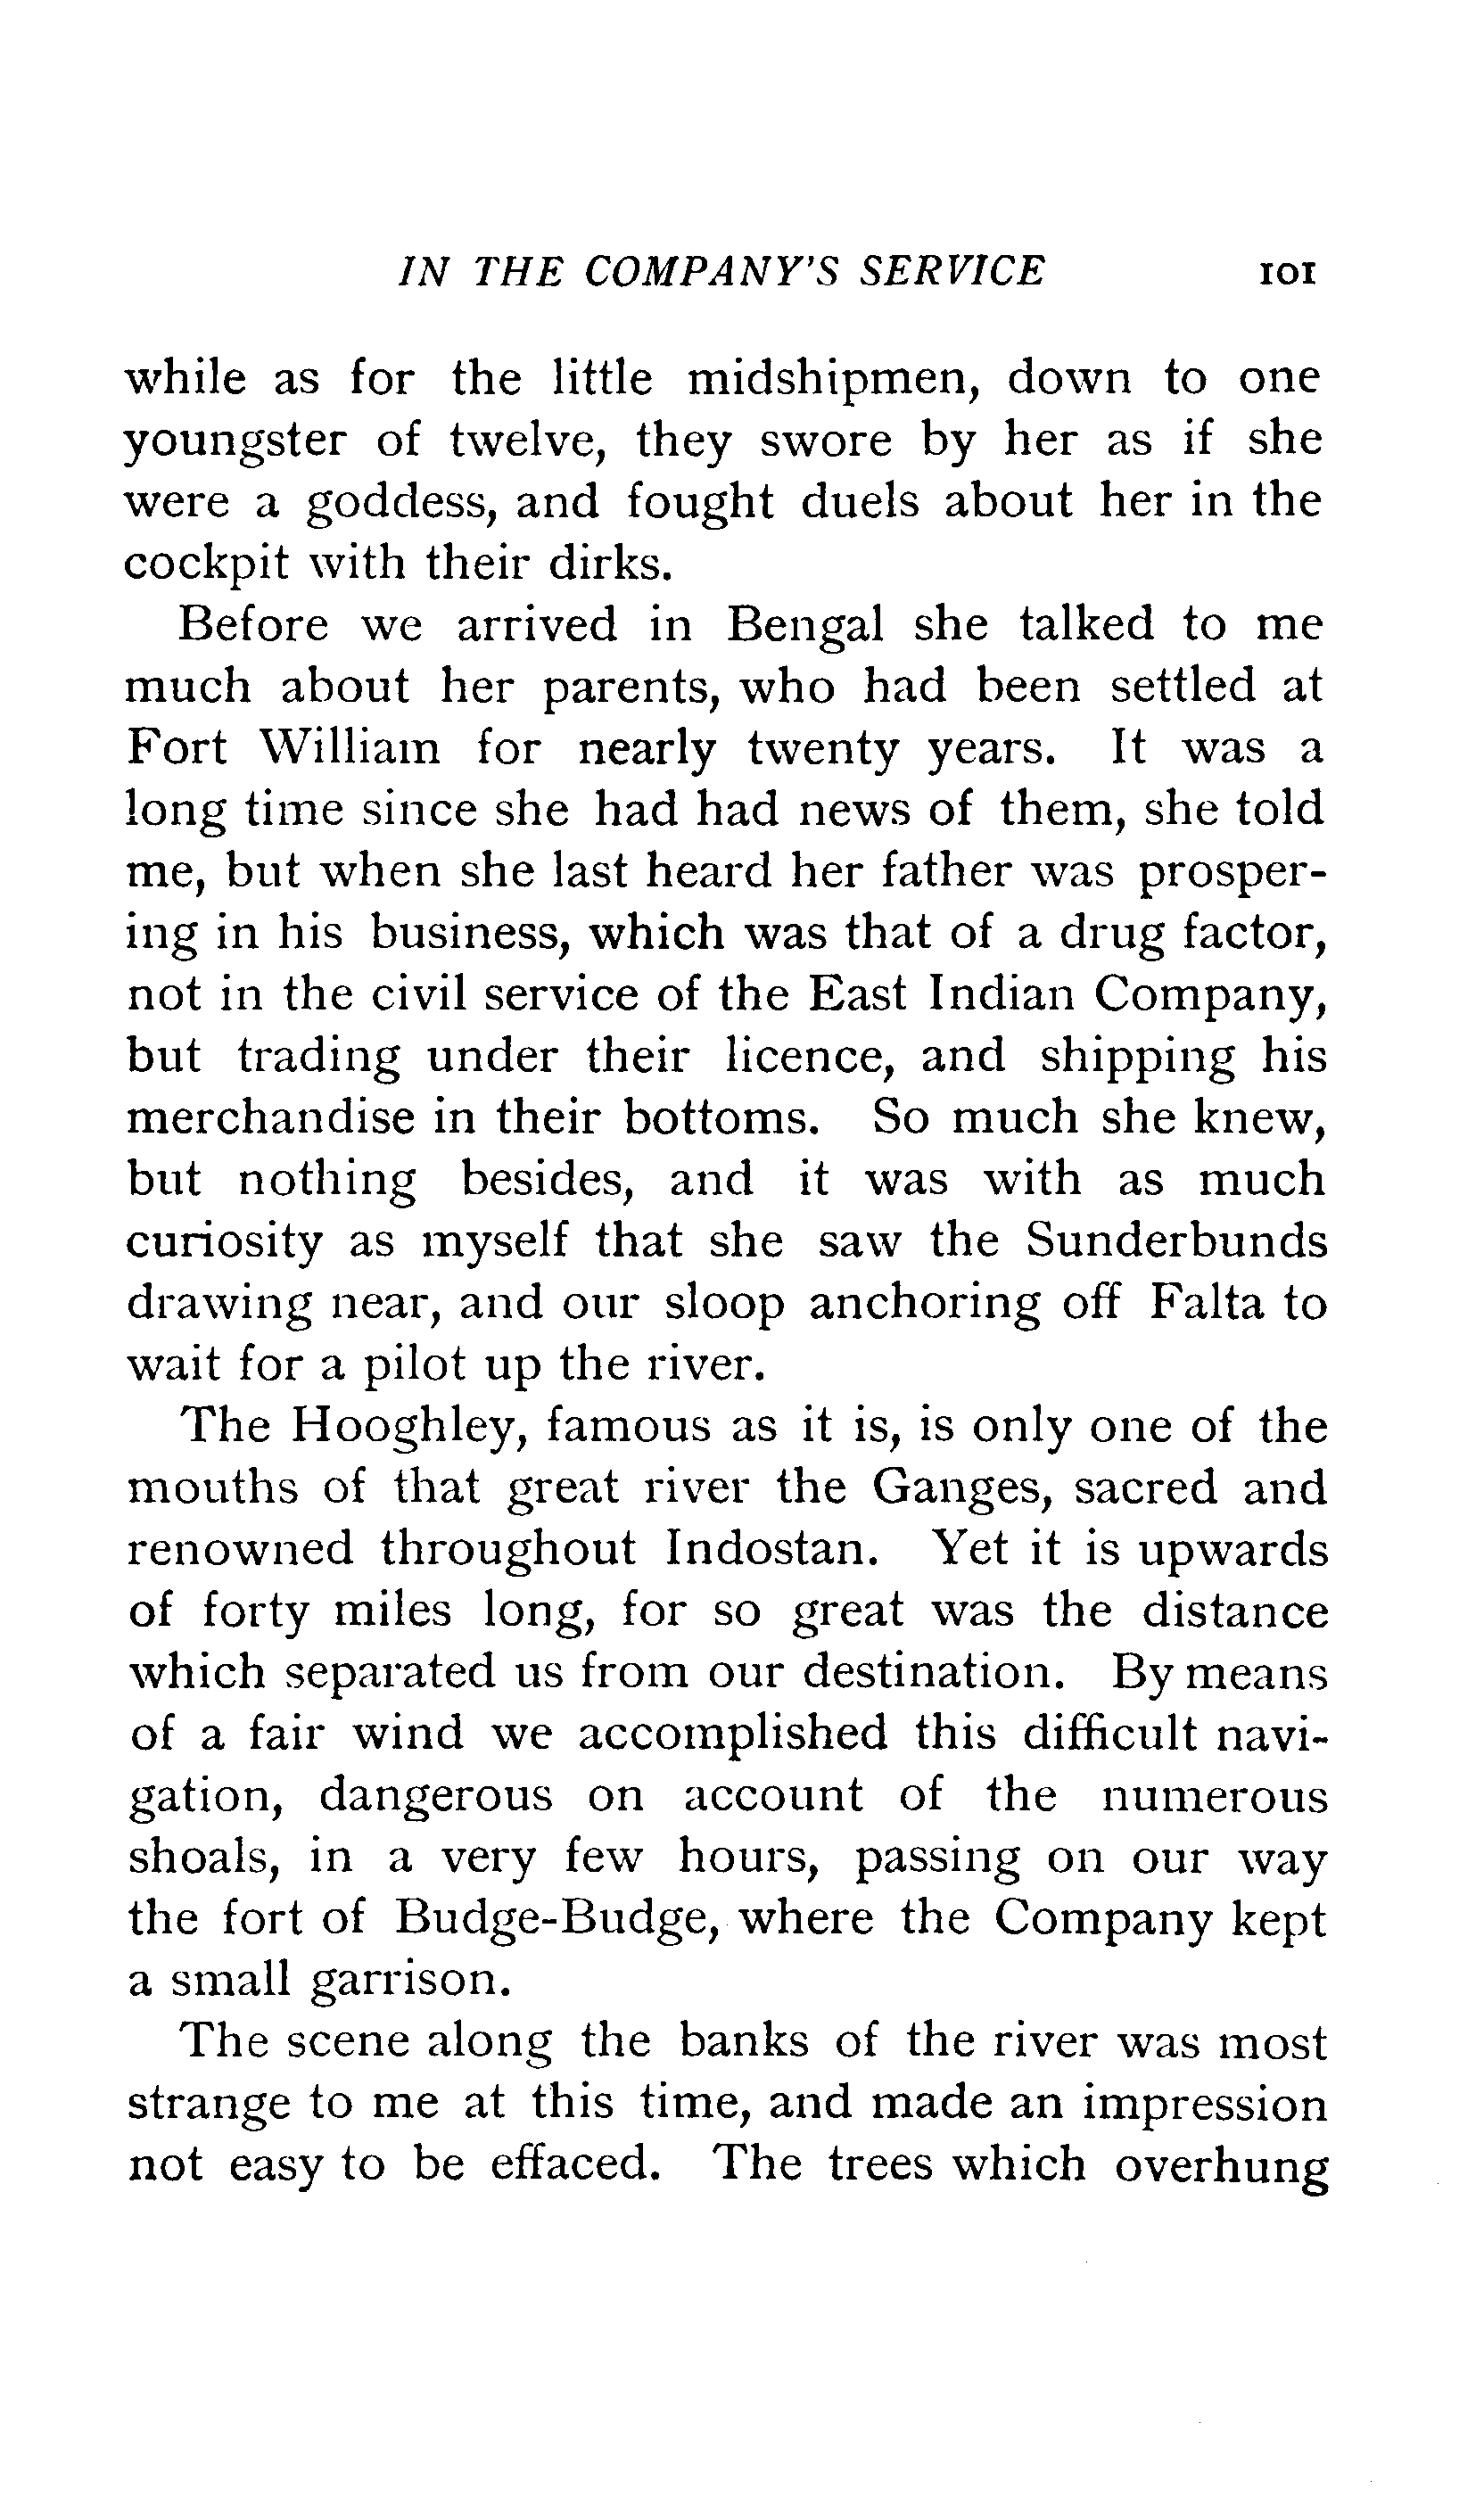 IN THE COMPANY'S SERVICE 101
while as for the little midshipmen, down to one
youngster of twelve, they swore by her as if she
were a goddess, and fought duels about her in the
cockpit with their dirks.
Before we arrived in Bengal she talked to me
much about her parents, who had been settled at
Fort William for nearly twenty years. It was a
long time since she had had news of them, she told
me, but when she last heard her father was prosper-
ing in his business, which was that of a drug factor,
not in the civil service of the East Indian Company,
but trading under their licence, and shipping his
merchandise in their bottoms. So much she knew,
but nothing besides, and it was with as much
curiosity as myself that she saw the Sunderbunds
drawing near, and our sloop anchoring off Falta to
wait for a pilot up the river.
The Hooghley, famous as it is, is only one of the
mouths of that great river the Ganges, sacred and
renowned throughout Indostan. Yet it is upwards
of forty miles long, for so great was the distance
which separated us from our destination. By means
of a fair wind we accomplished this difficult navi-
gation, dangerous on account of the numerous
shoals, in a very few hours, passing on our way
the fort of Budge-Budge, where the Company kept
a small garrison.
The scene along the banks of the river was most
strange to me at this time, and made an impression
not easy to be effaced. The trees which overhung